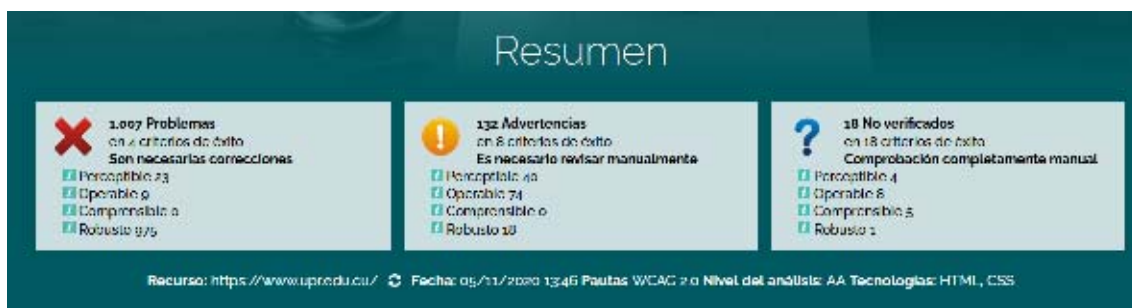 Resumen
1.007 Problemas
en 4 criterios de éxito
Son necesarias correcciones
Perceptible 23
Operable 9
Comprensible 0
Robusto 975
132 Advertencias
en 8 criterios de éxito
Es necesario revisar manualmente
Perceptible 40
Operable 74
Comprensible 0
Robusto 18
18 No verificados
en 18 criterios de éxito
Comprobación completamente manual
Perceptible 4
Operable 8
Comprensible 5
Robusto 1
Recurso: https://www.upr.edu.cu/ Fecha: 05/11/2020 13:46 Pautas WCAG 2.0 Nivel del análisis: AA Tecnologías: HTML, CSS